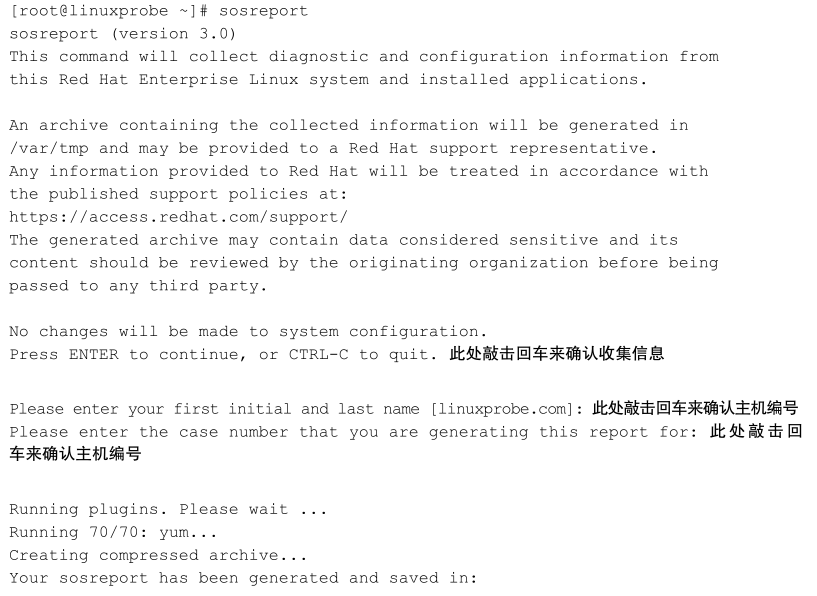 [root@linuxprobe ~]# sosreport
sosreport (version 3.0)
This command will collect diagnostic and configuration information from
this Red Hat Enterprise Linux system and installed applications.
An archive containing the collected information will be generated in
/var/tmp and may be provided to a Red Hat support representative.
Any information provided to Red Hat will be treated in accordance with
the published support policies at:
https://access.redhat.com/support/
The generated archive may contain data considered sensitive and its
content should be reviewed by the originating organization before being
passed to any third party.
No changes will be made to system configuration.
Press ENTER to continue, or CTRL-C to quit. 此处敲击回车来确认收集信息
Please enter your first initial and last name [linuxprobe.com]: 此处敲击回车来确认主机编号
Please enter the case number that you are generating this report for: 此处敲击回
车来确认主机编号
Running plugins. Please wait ...
Running 70/70: yum...
Creating compressed archive...
Your sosreport has been generated and saved in: